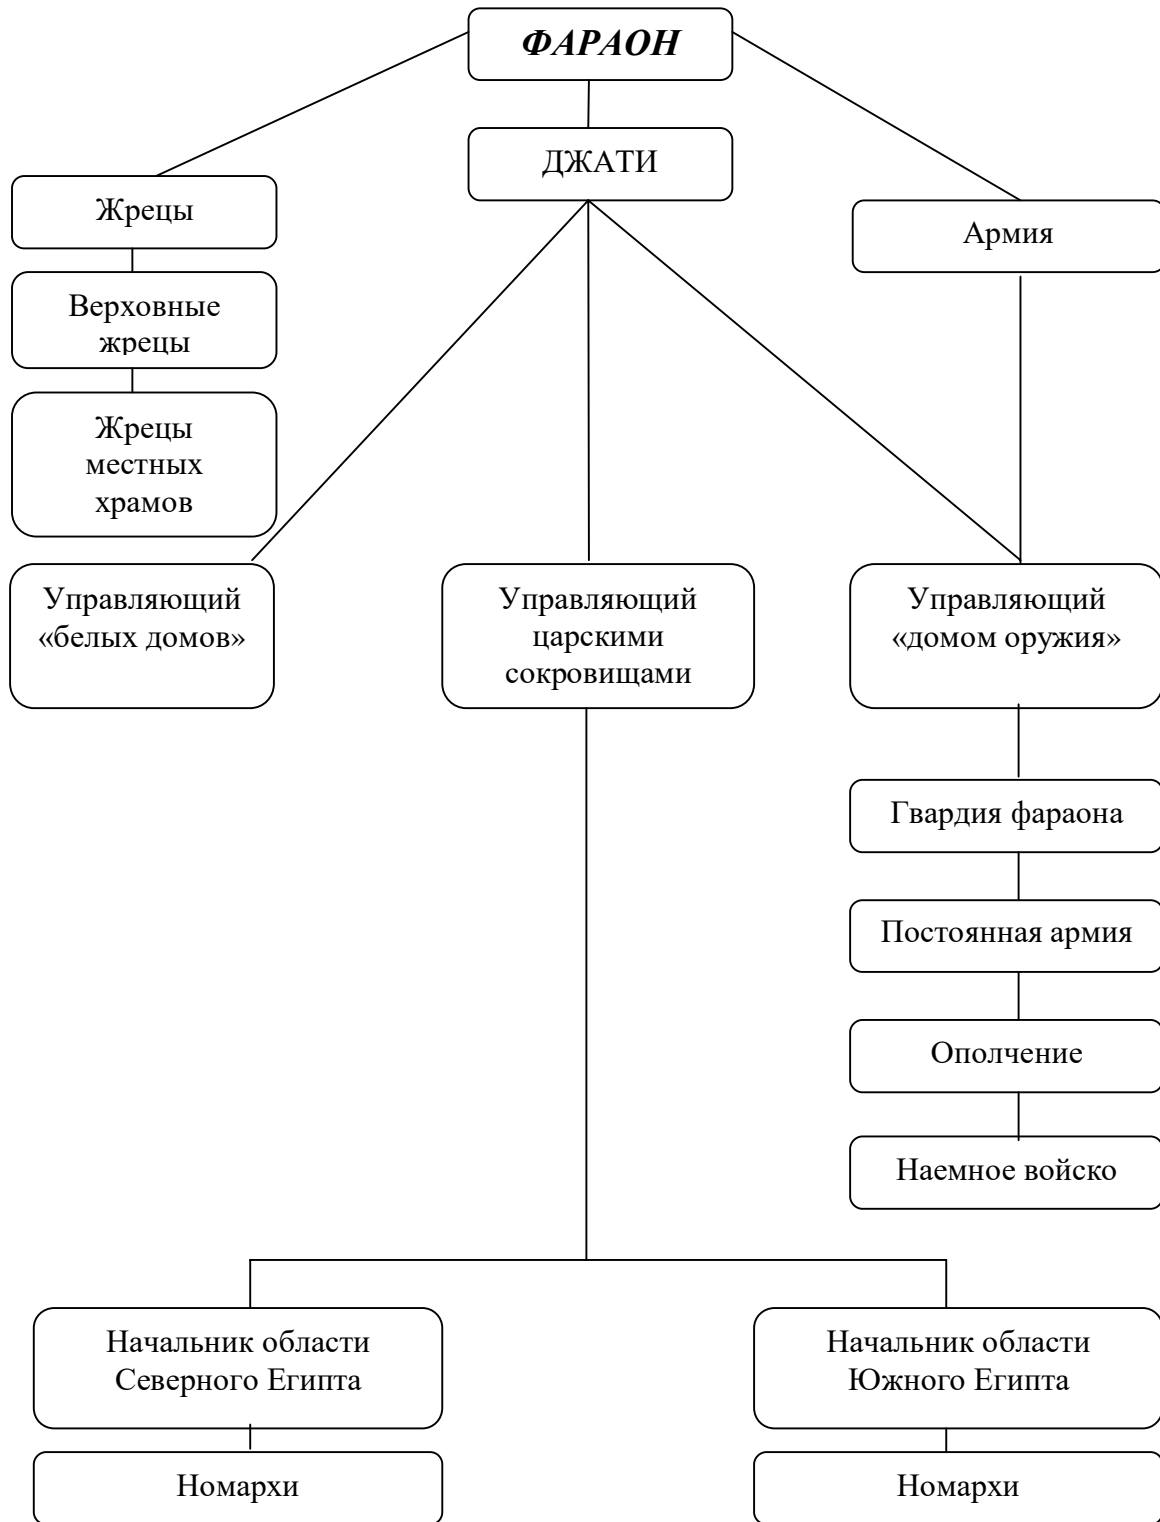 ФАРАОН
ДЖАТИ
Жрецы
Армия
Верховные
жрецы
Жрецы
местных
храмов
Управляющий
«белых домов»
Управляющий
царскими
сокровищами
Управляющий
«домом оружия»
Гвардия фараона
Постоянная армия
Ополчение
Наемное войско
Начальник области
Северного Египта
Начальник области
Южного Египта
Номархи
Номархи